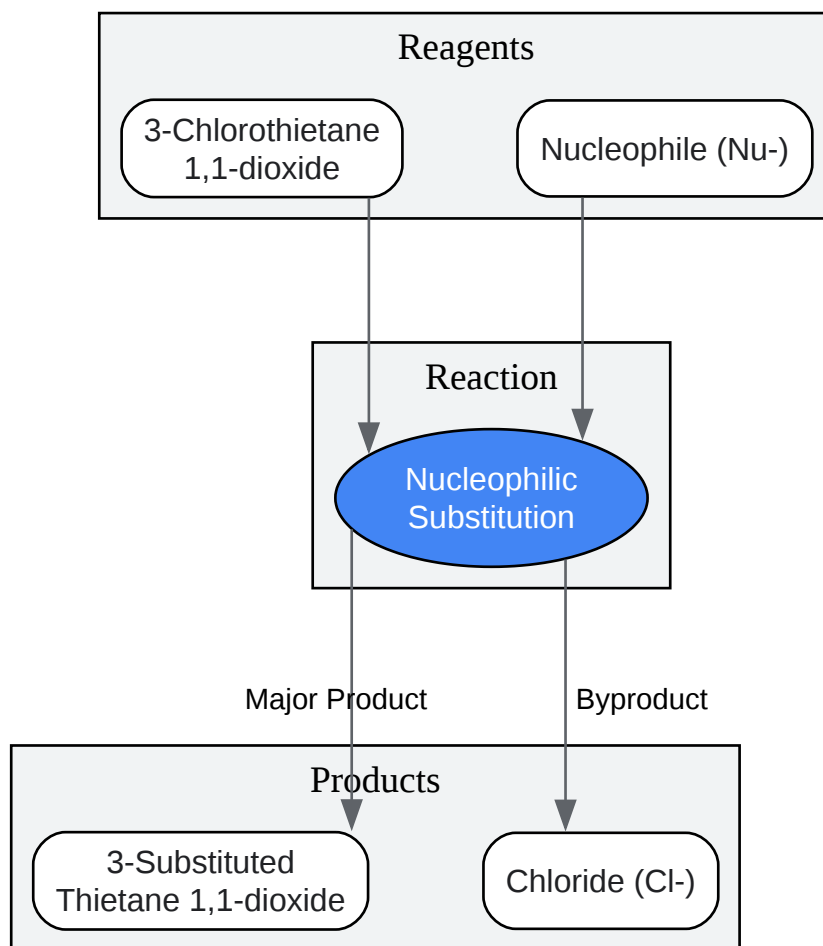 Reagents
3-Chlorothietane
1,1-dioxide
Nucleophile (Nu-)
Reaction
Nucleophilic
Substitution
Major Product
Byproduct
Products
3-Substituted
Thietane 1,1-dioxide
Chloride (Cl-)